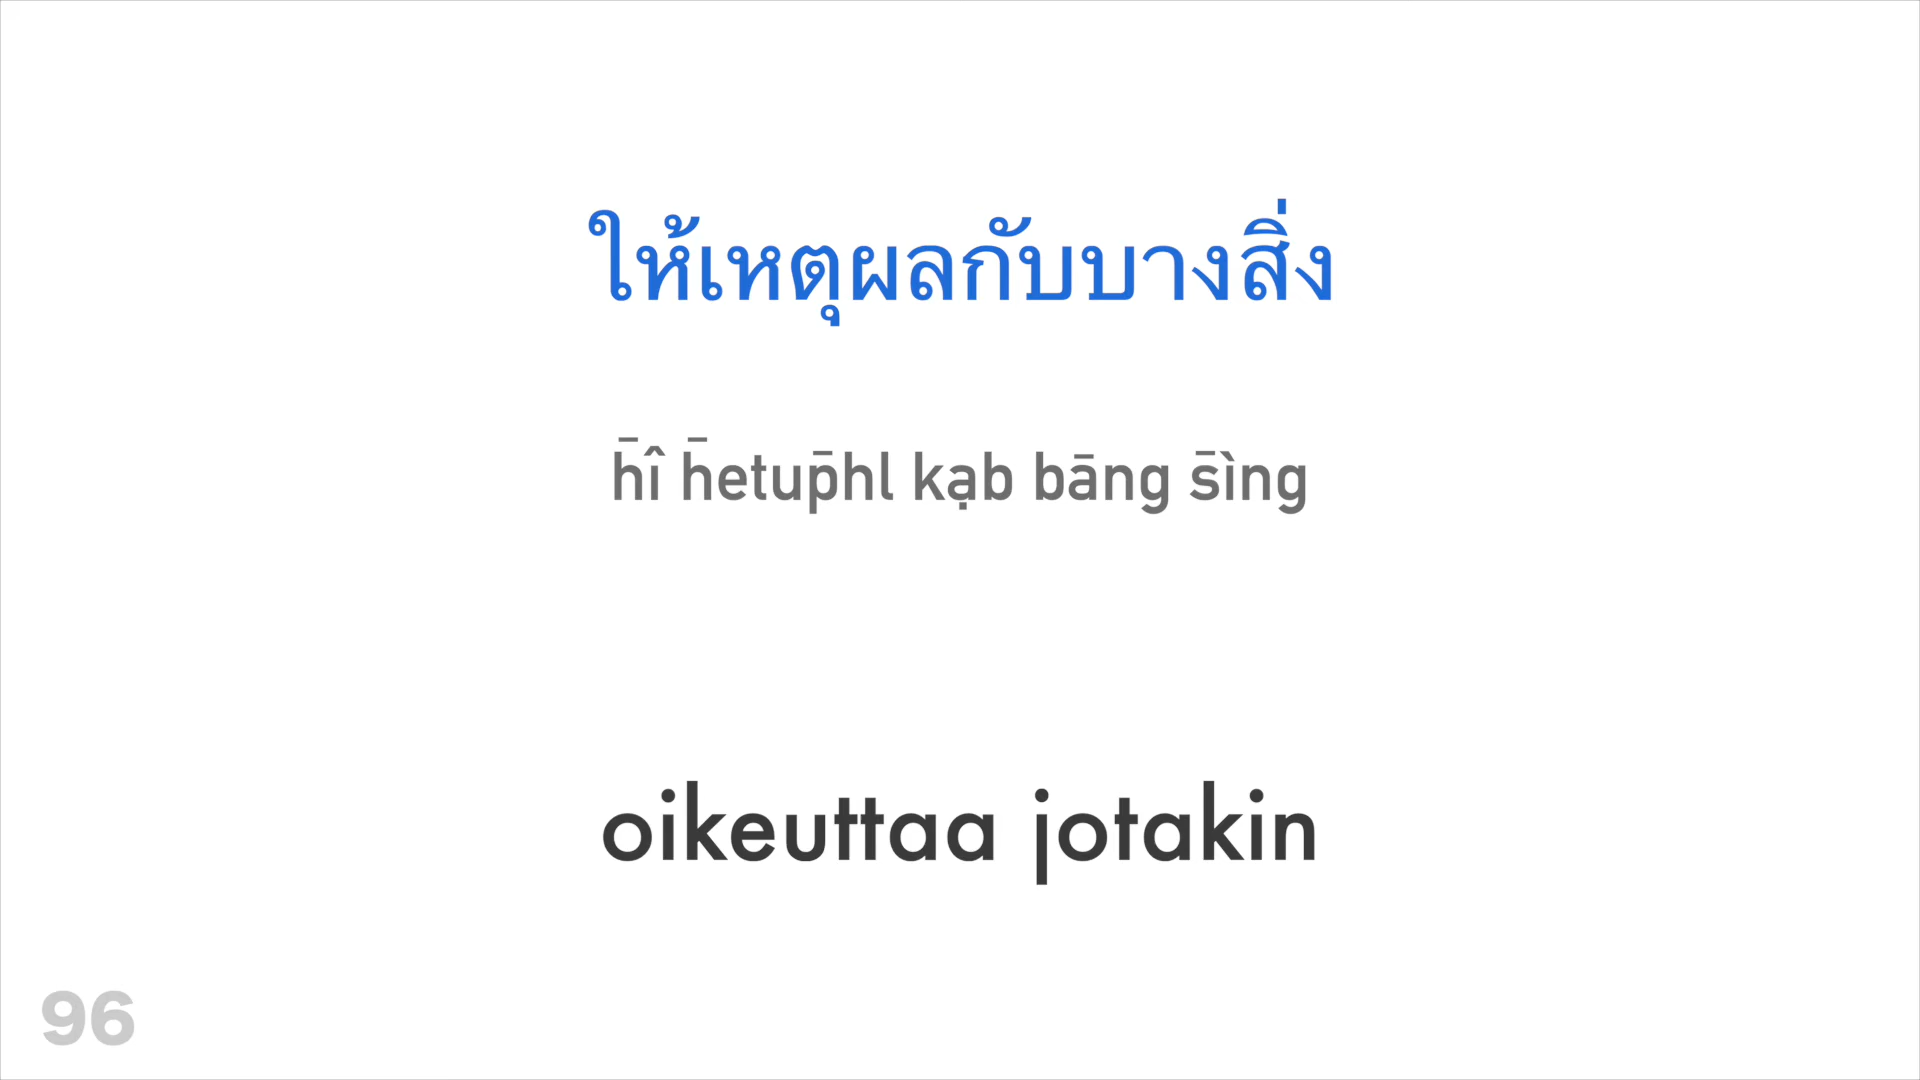 ให้เหตุผลกับบางสิ่ง
h̄ı̂ h̄etup̄hl kạb bāng s̄ìng
oikeuttaa jotakin
96